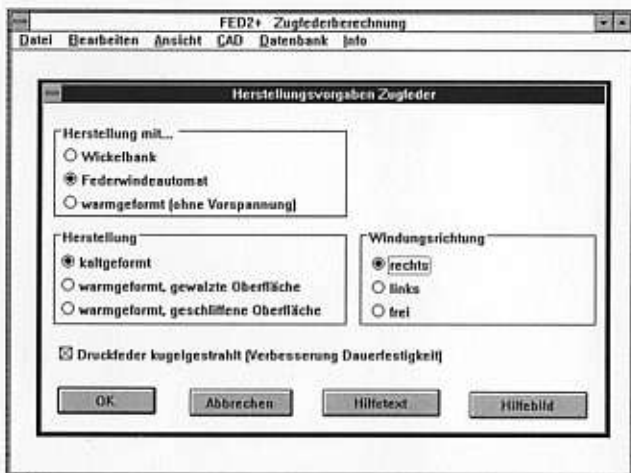 FED2+ Zugfederberechnung
Datei Bearbeiten Ansicht CAD Datenbank Info
Herstellungsvorgaben Zugfeder
Herstellung mit...
Wickelbank
Federwindeautomat
warmgeformt (ohne Vorspannung)
Herstellung
kaltgeformt
warmgeformt, gewalzte Oberfläche
warmgeformt, geschliffene Oberfläche
Windungsrichtung
rechts
links
frei
Druckfeder kugelgestrahlt (Verbesserung Dauerfestigkeit)
OK Abbrechen Hilfetext Hilfebild